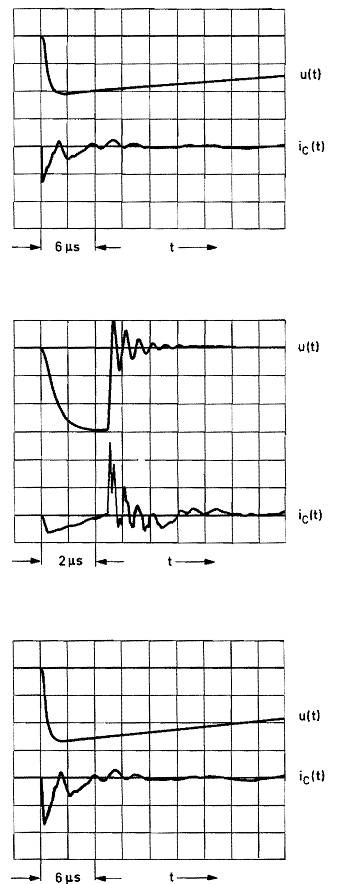 u(t)
i_C(t)
6 μs
t
u(t)
i_C(t)
2 μs
t
u(t)
i_C(t)
6 μs
t